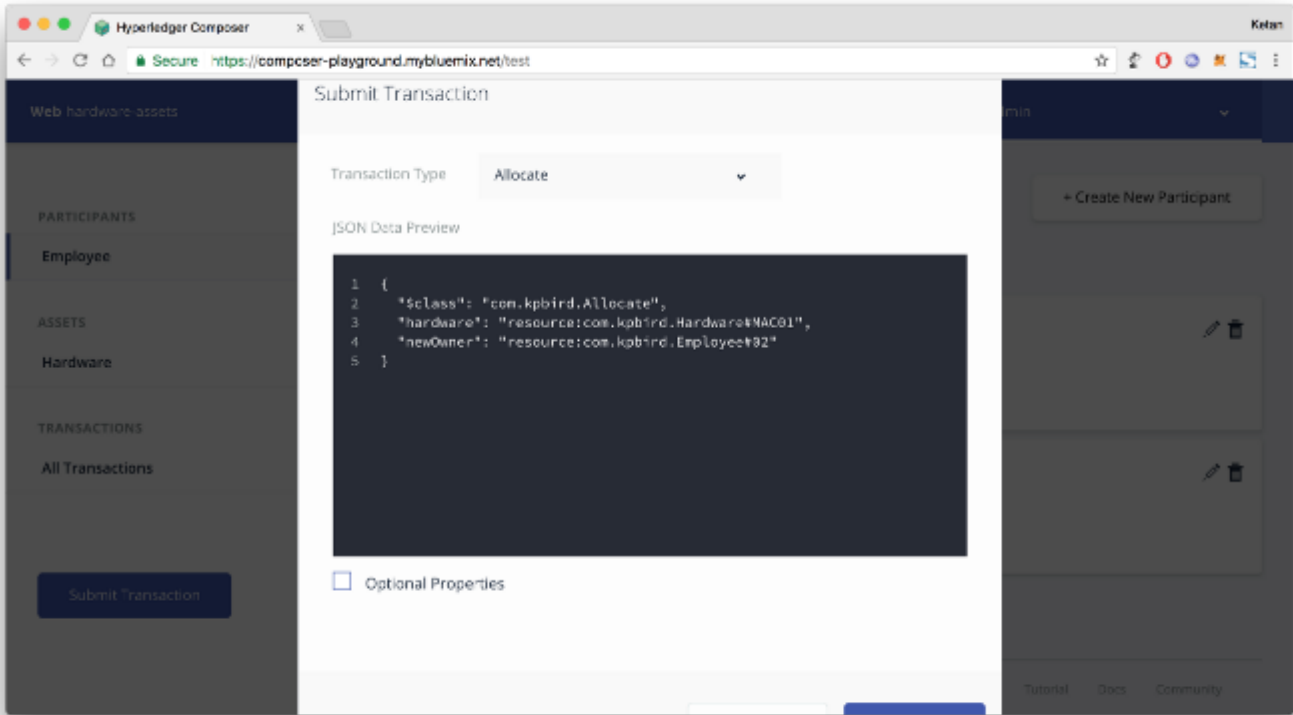 Hyperledger Composer
Ketan
Secure https://composer-playground.mybluemix.net/test
Web hardware-assets
Submit Transaction
Transaction Type
Allocate
+ Create New Participant
PARTICIPANTS
Employee
JSON Data Preview
1 {
2 "$class": "com.kpbird.Allocate",
3 "hardware": "resource:com.kpbird.Hardware#MAC01",
4 "newOwner": "resource:com.kpbird.Employee#02"
5 }
ASSETS
Hardware
TRANSACTIONS
All Transactions
Optional Properties
Submit Transaction
Tutorial Docs Community